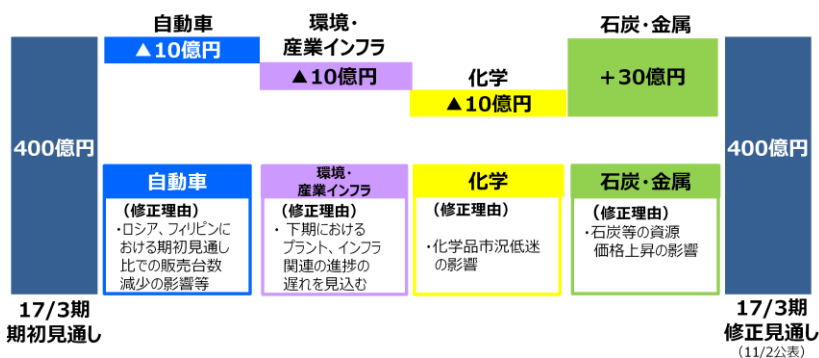 自動車
▲10億円
環境・
産業インフラ
▲10億円
化学
▲10億円
石炭・金属
＋30億円
400億円
400億円
自動車
（修正理由）
・ロシア、フィリピンに
おける期初見通し
比での販売台数
減少の影響等
環境・
産業インフラ
（修正理由）
・下期における
プラント、インフラ
関連の進捗の
遅れを見込む
化学
（修正理由）
・化学品市況低迷
の影響
石炭・金属
（修正理由）
・石炭等の資源
価格上昇の影響
17/3期
期初見通し
17/3期
修正見通し
（11/2公表）